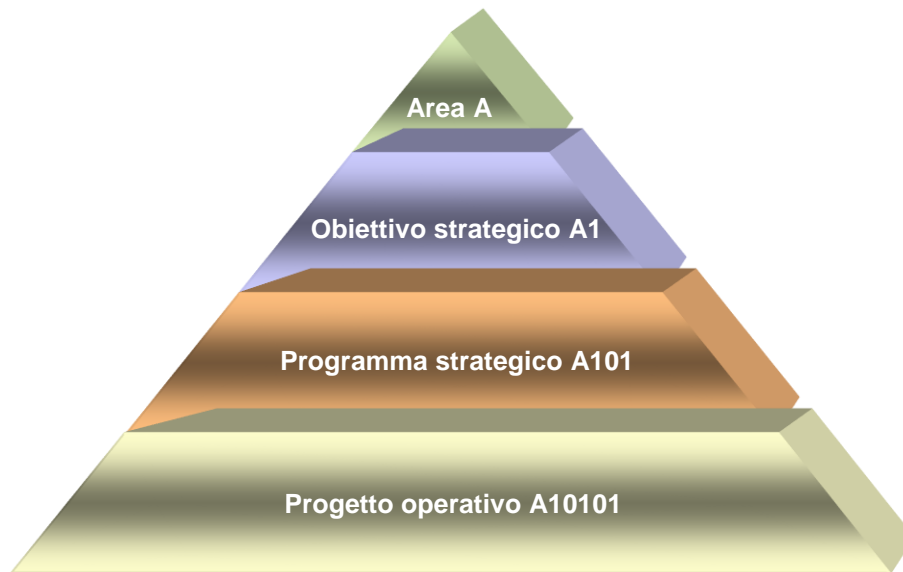 Area A
Obiettivo strategico A1
Programma strategico A101
Progetto operativo A10101